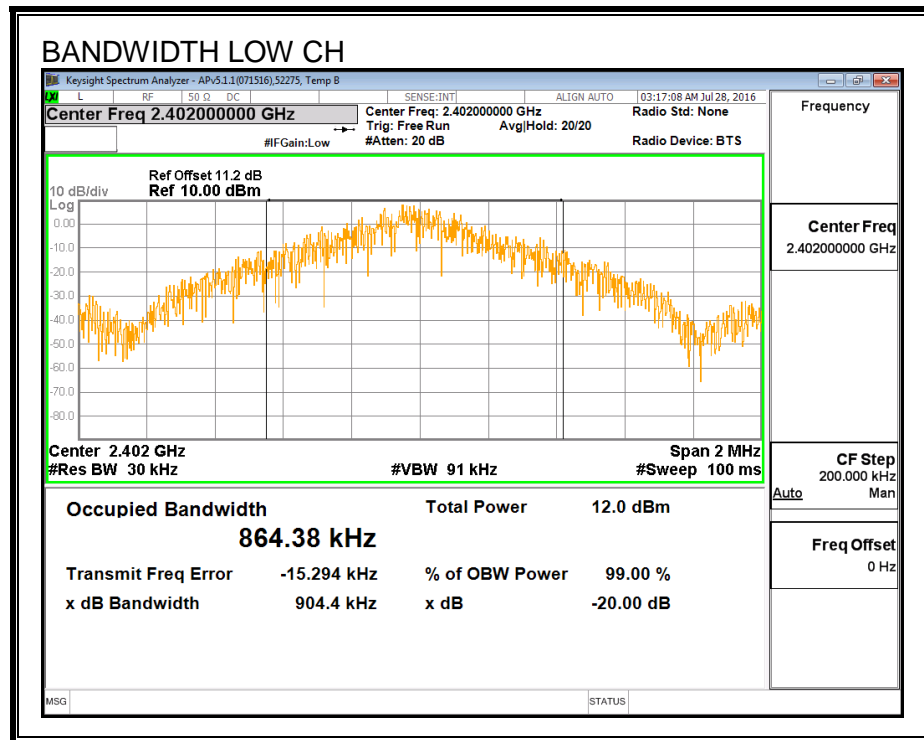 BANDWIDTH LOW CH
Keysight Spectrum Analyzer - APv5.1.1(071516),52275, Temp B
LXI L RF 50 Ω DC SENSE:INT ALIGN AUTO 03:17:08 AM Jul 28, 2016
Center Freq 2.402000000 GHz
Center Freq: 2.402000000 GHz Radio Std: None
Trig: Free Run Avg|Hold: 20/20
#IFGain:Low #Atten: 20 dB Radio Device: BTS
Ref Offset 11.2 dB
10 dB/div Ref 10.00 dBm
Log
0.00
-10.0
-20.0
-30.0
-40.0
-50.0
-60.0
-70.0
-80.0
Center 2.402 GHz Span 2 MHz
#Res BW 30 kHz #VBW 91 kHz #Sweep 100 ms
Occupied Bandwidth Total Power 12.0 dBm
864.38 kHz
Transmit Freq Error -15.294 kHz % of OBW Power 99.00 %
x dB Bandwidth 904.4 kHz x dB -20.00 dB
MSG STATUS
Frequency
Center Freq
2.402000000 GHz
CF Step
200.000 kHz
Auto Man
Freq Offset
0 Hz